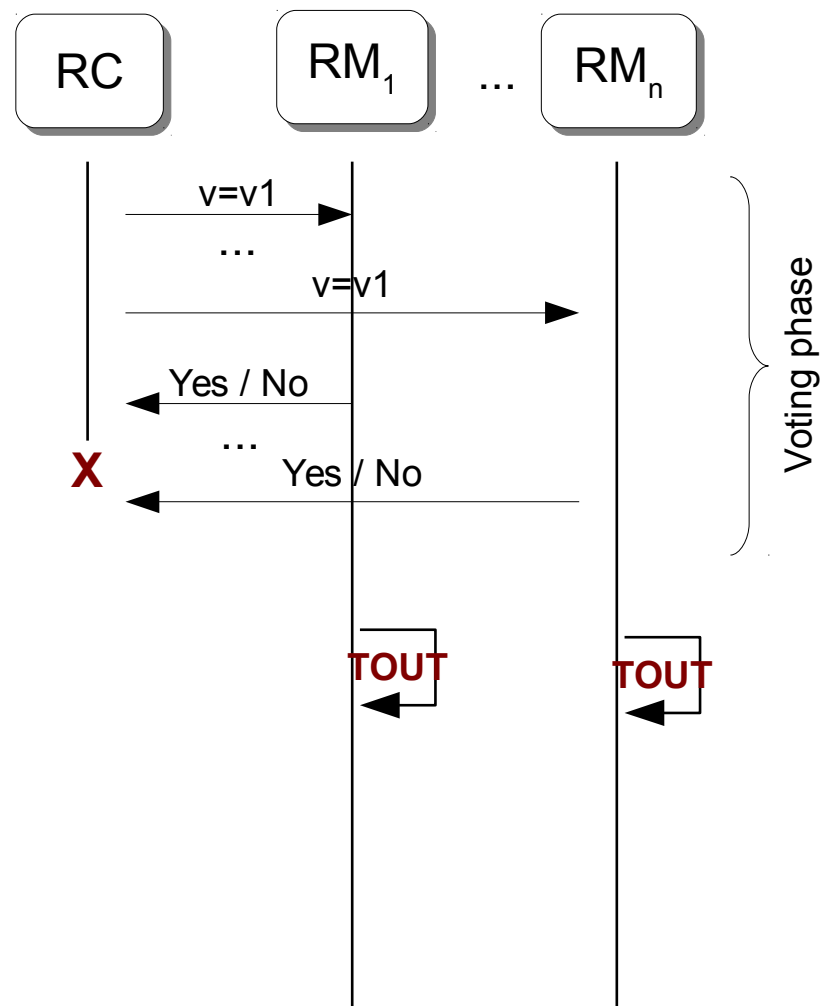 RC
RM1
...
RMn
v=v1
...
v=v1
Yes / No
...
X
Yes / No
Voting phase
TOUT
TOUT